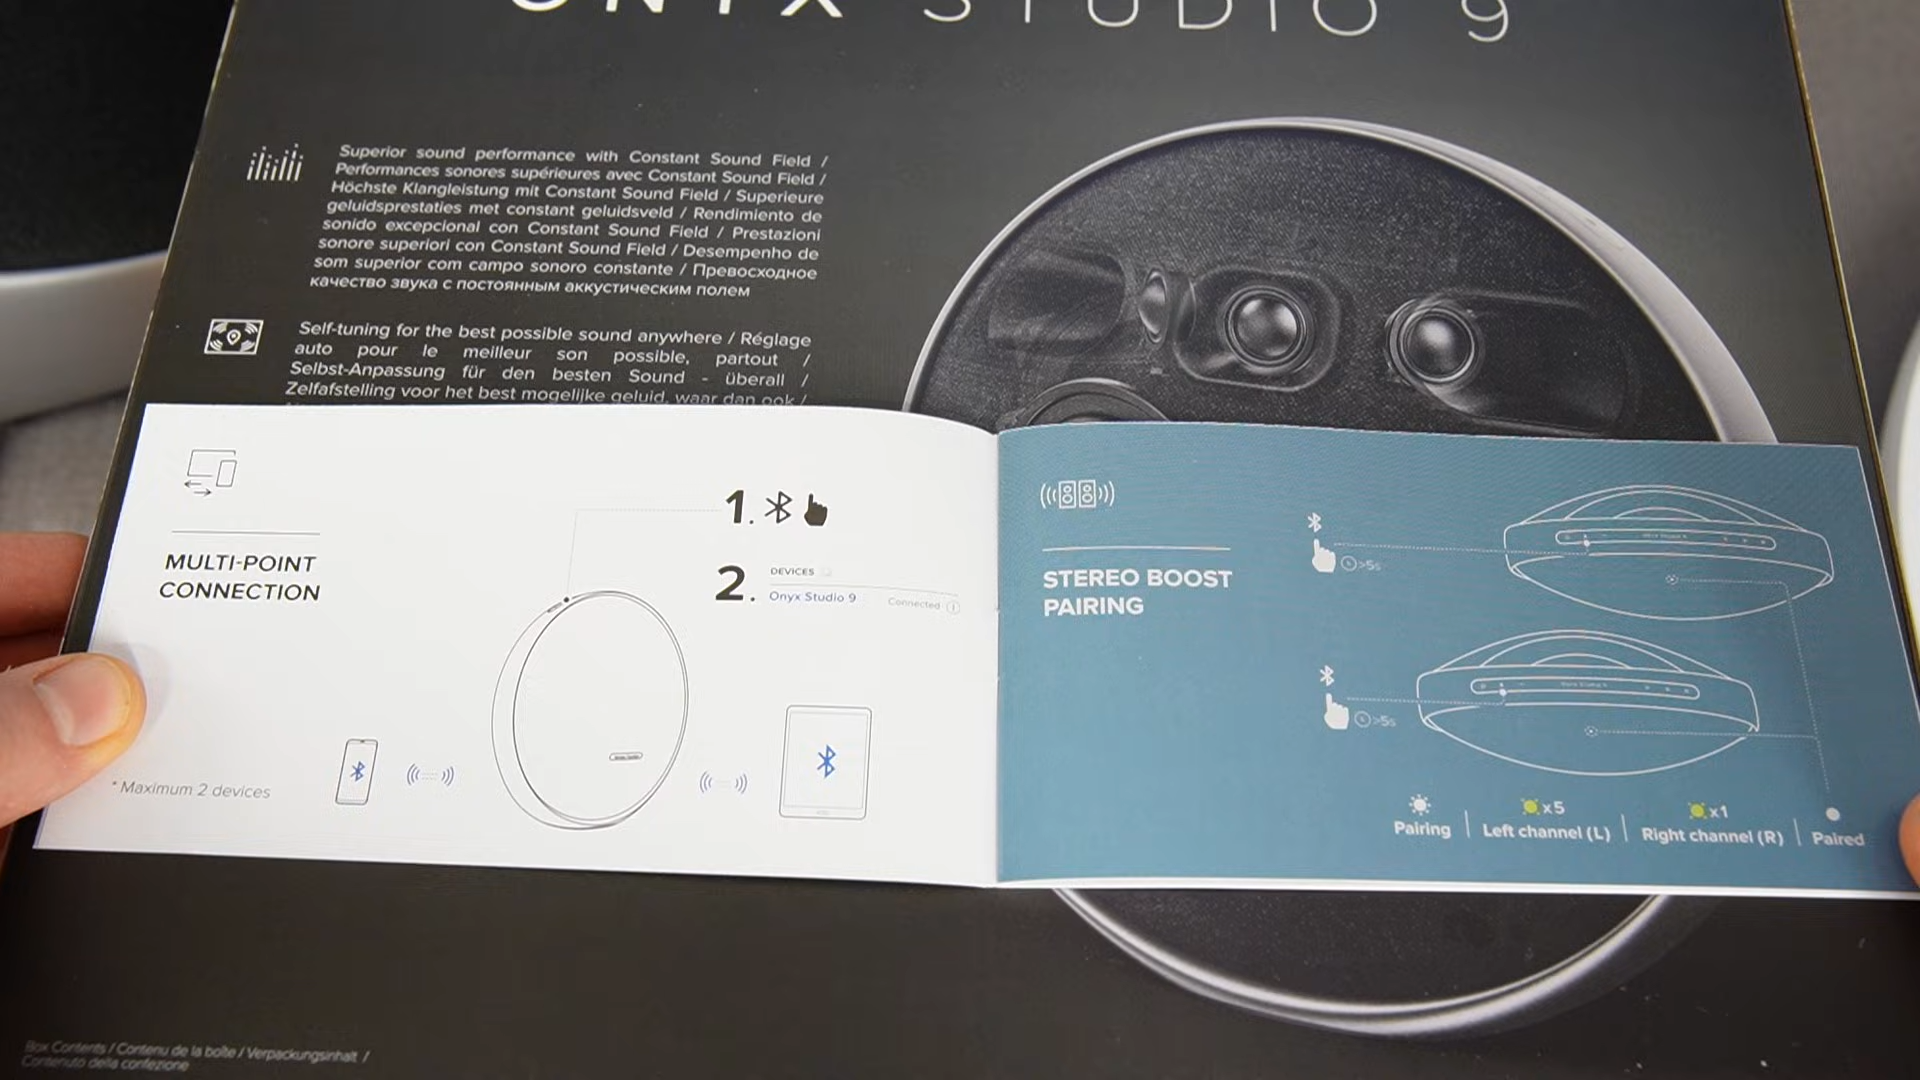 ONYX STUDIO 9
Superior sound performance with Constant Sound Field /
Performances sonores supérieures avec Constant Sound Field /
Höchste Klangleistung mit Constant Sound Field / Superieure
geluidsprestaties met constant geluidsveld / Rendimiento de
sonido excepcional con Constant Sound Field / Prestazioni
sonore superiori con Constant Sound Field / Desempenho de
som superior com campo sonoro constante / Превосходное
качество звука с постоянным аккустическим полем
Self-tuning for the best possible sound anywhere / Réglage
auto pour le meilleur son possible, partout /
Selbst-Anpassung für den besten Sound - überall /
Zelfafstelling voor het best mogelijke geluid, waar dan ook /
MULTI-POINT
CONNECTION
1.
2.
DEVICES
Onyx Studio 9 Connected
* Maximum 2 devices
STEREO BOOST
PAIRING
>5s
>5s
x5
x1
Pairing
Left channel (L)
Right channel (R)
Paired
Box Contents / Contenu de la boîte / Verpackungsinhalt /
Contenuto della confezione